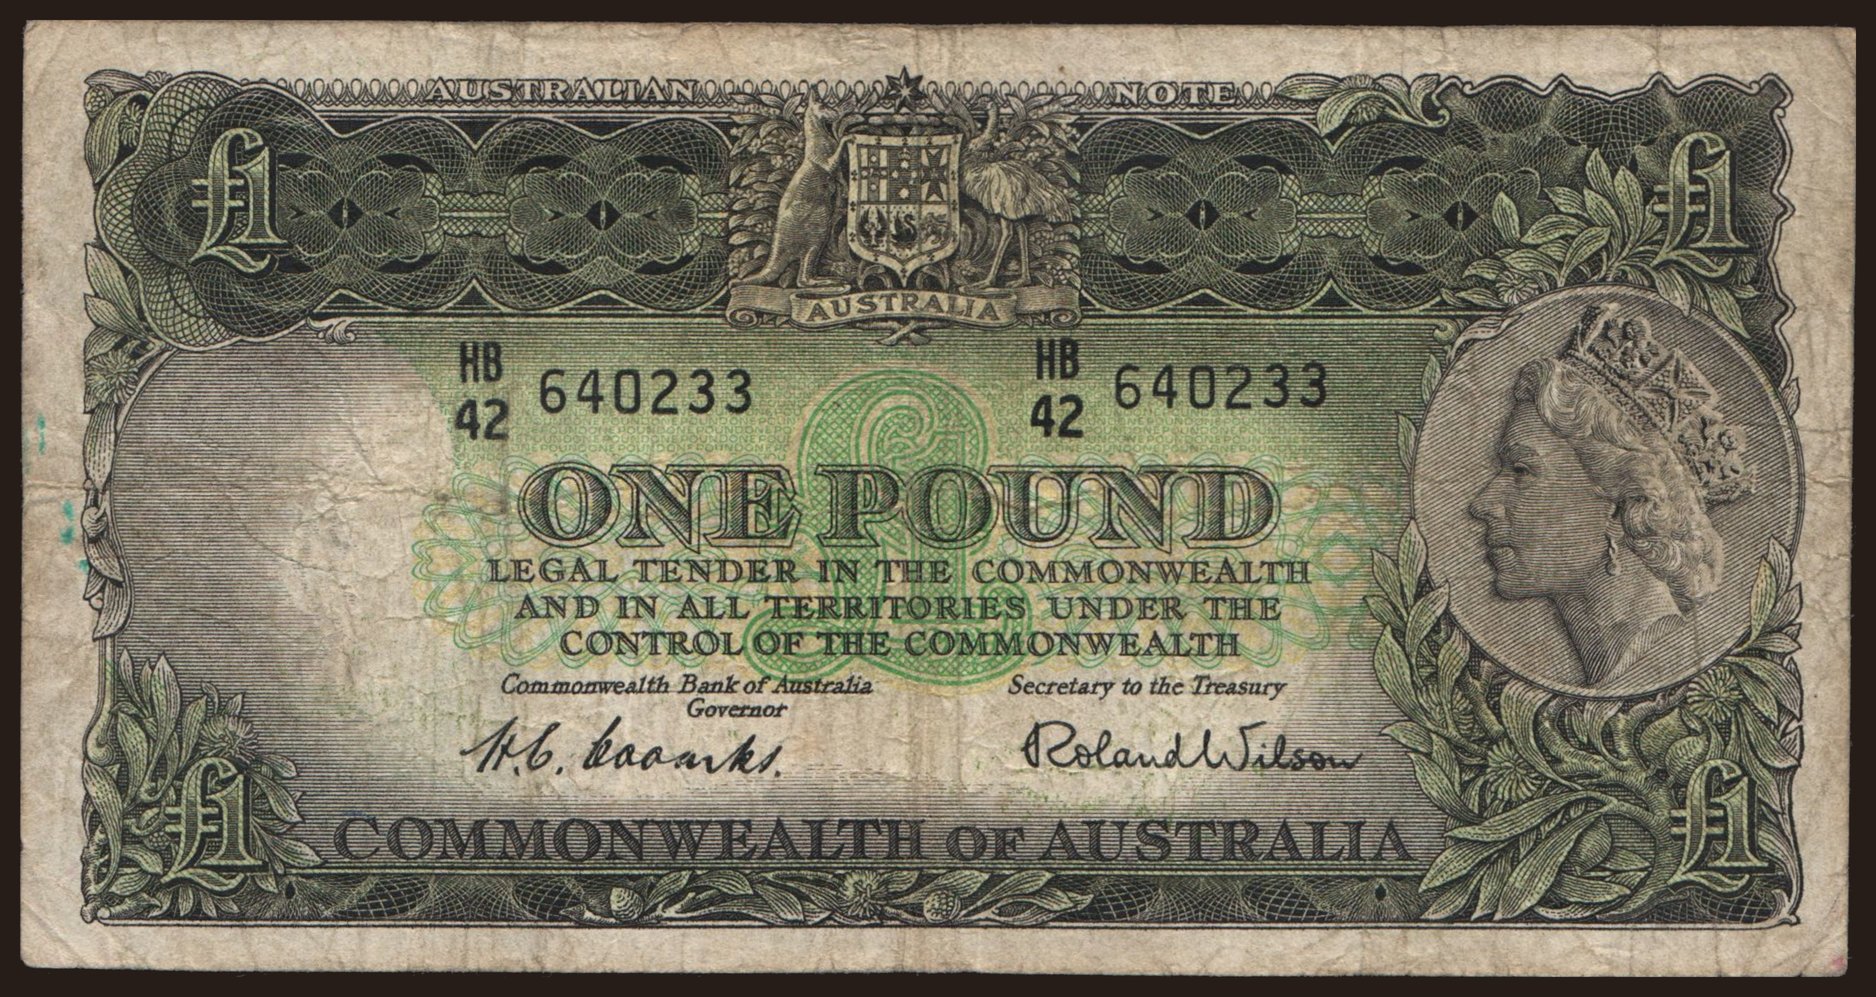 AUSTRALIAN NOTE
£1 £1
AUSTRALIA
HB 42 640233 HB 42 640233
ONE POUND
LEGAL TENDER IN THE COMMONWEALTH
AND IN ALL TERRITORIES UNDER THE
CONTROL OF THE COMMONWEALTH
Commonwealth Bank of Australia
Governor
Secretary to the Treasury
H.C. Coombs.
Roland Wilson
£1 £1
COMMONWEALTH OF AUSTRALIA